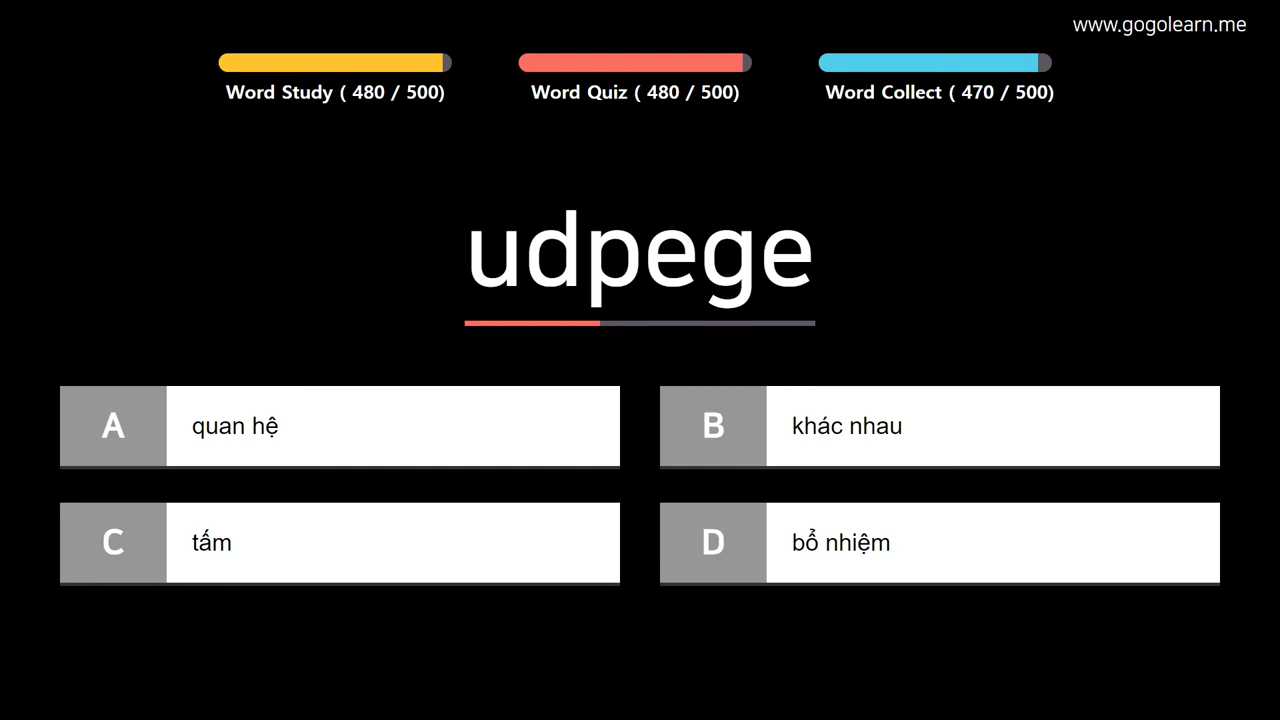 www.gogolearn.me
Word Study ( 480 / 500)
Word Quiz ( 480 / 500)
Word Collect ( 470 / 500)
udpege
A quan hệ
B khác nhau
C tấm
D bổ nhiệm